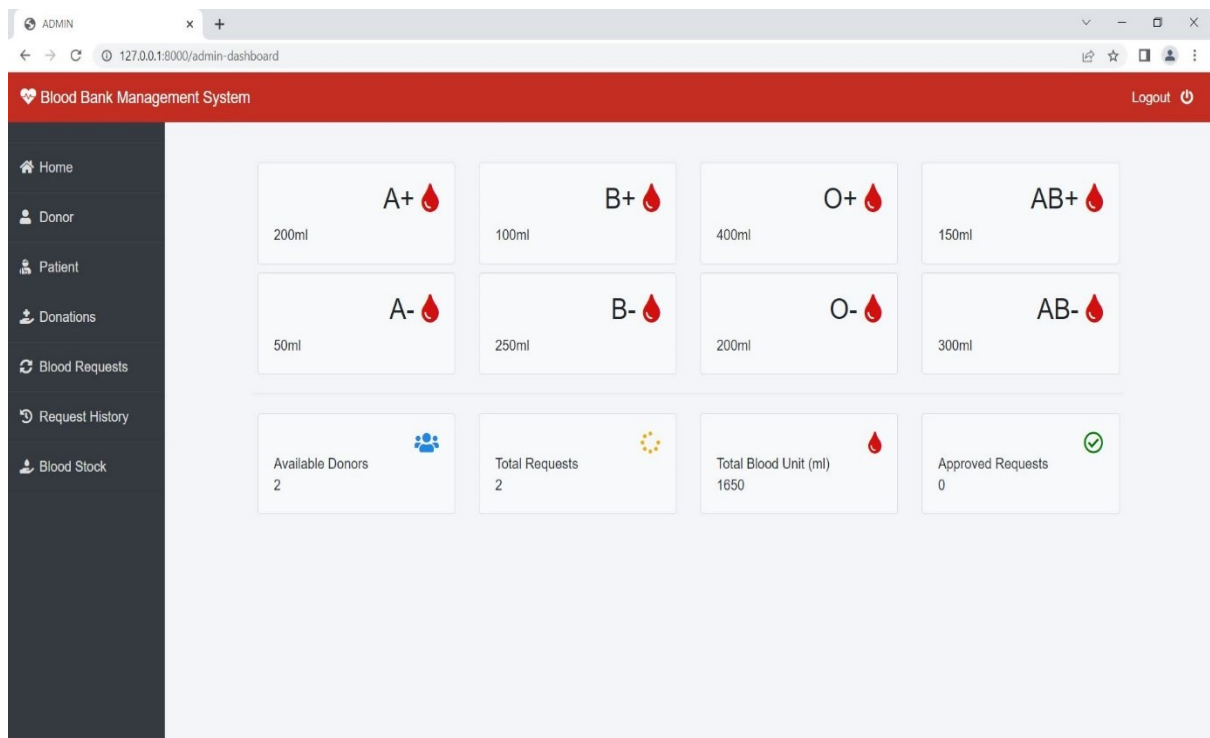 ADMIN
127.0.0.1:8000/admin-dashboard
Blood Bank Management System
Logout
Home
Donor
Patient
Donations
Blood Requests
Request History
Blood Stock
A+
200ml
B+
100ml
O+
400ml
AB+
150ml
A-
50ml
B-
250ml
O-
200ml
AB-
300ml
Available Donors
2
Total Requests
2
Total Blood Unit (ml)
1650
Approved Requests
0